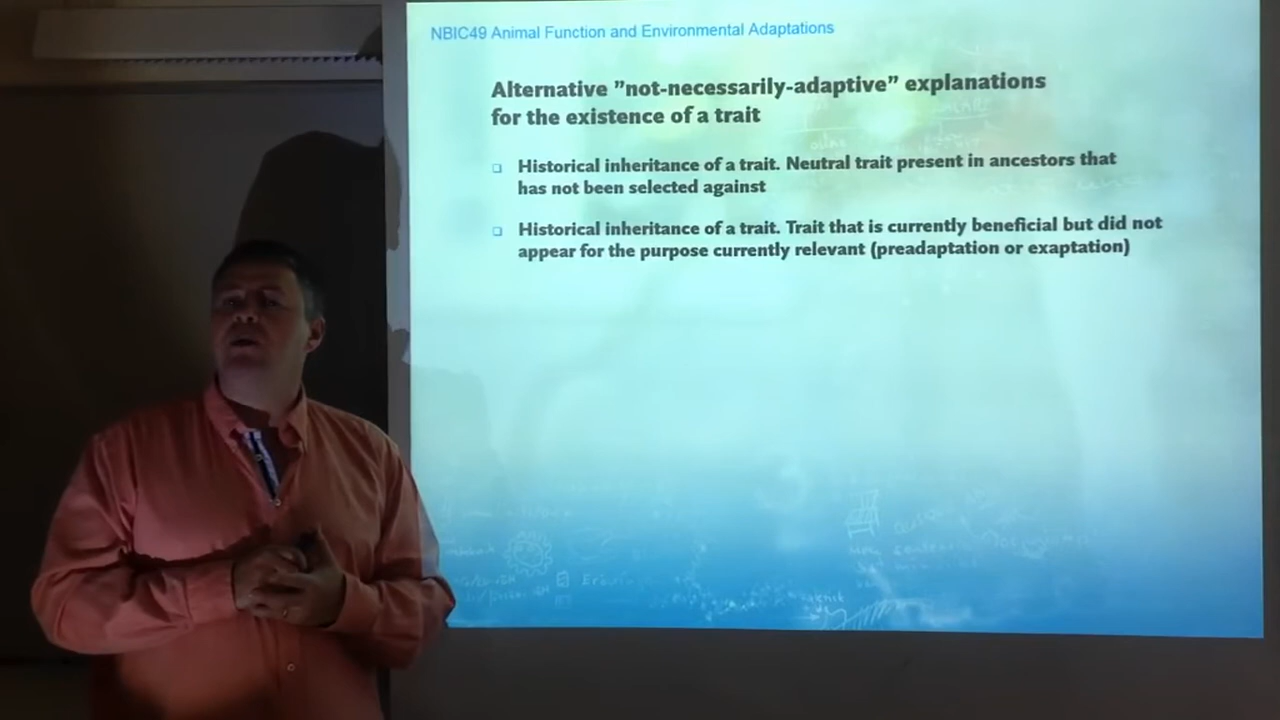 NBIC49 Animal Function and Environmental Adaptations
Alternative ”not-necessarily-adaptive” explanations
for the existence of a trait
Historical inheritance of a trait. Neutral trait present in ancestors that
has not been selected against
Historical inheritance of a trait. Trait that is currently beneficial but did not
appear for the purpose currently relevant (preadaptation or exaptation)